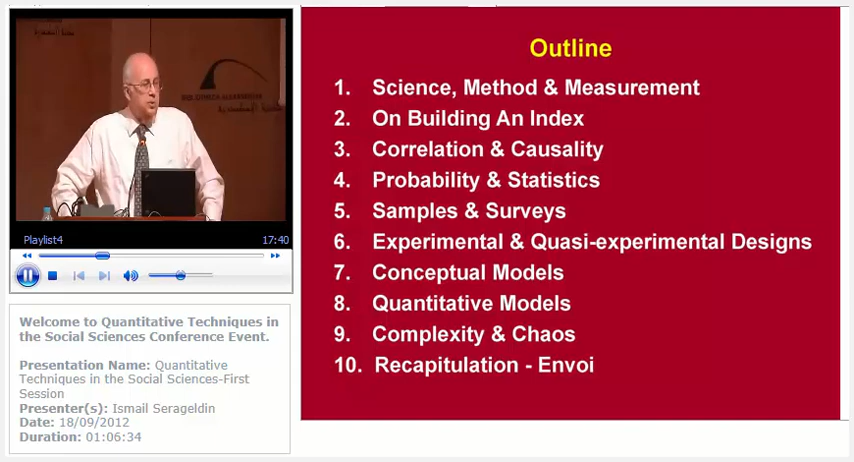 BIBLIOTHECA ALEXANDRINA
Playlist4 17:40
Welcome to Quantitative Techniques in
the Social Sciences Conference Event.
Presentation Name: Quantitative
Techniques in the Social Sciences-First
Session
Presenter(s): Ismail Serageldin
Date: 18/09/2012
Duration: 01:06:34
Outline
1. Science, Method & Measurement
2. On Building An Index
3. Correlation & Causality
4. Probability & Statistics
5. Samples & Surveys
6. Experimental & Quasi-experimental Designs
7. Conceptual Models
8. Quantitative Models
9. Complexity & Chaos
10. Recapitulation - Envoi